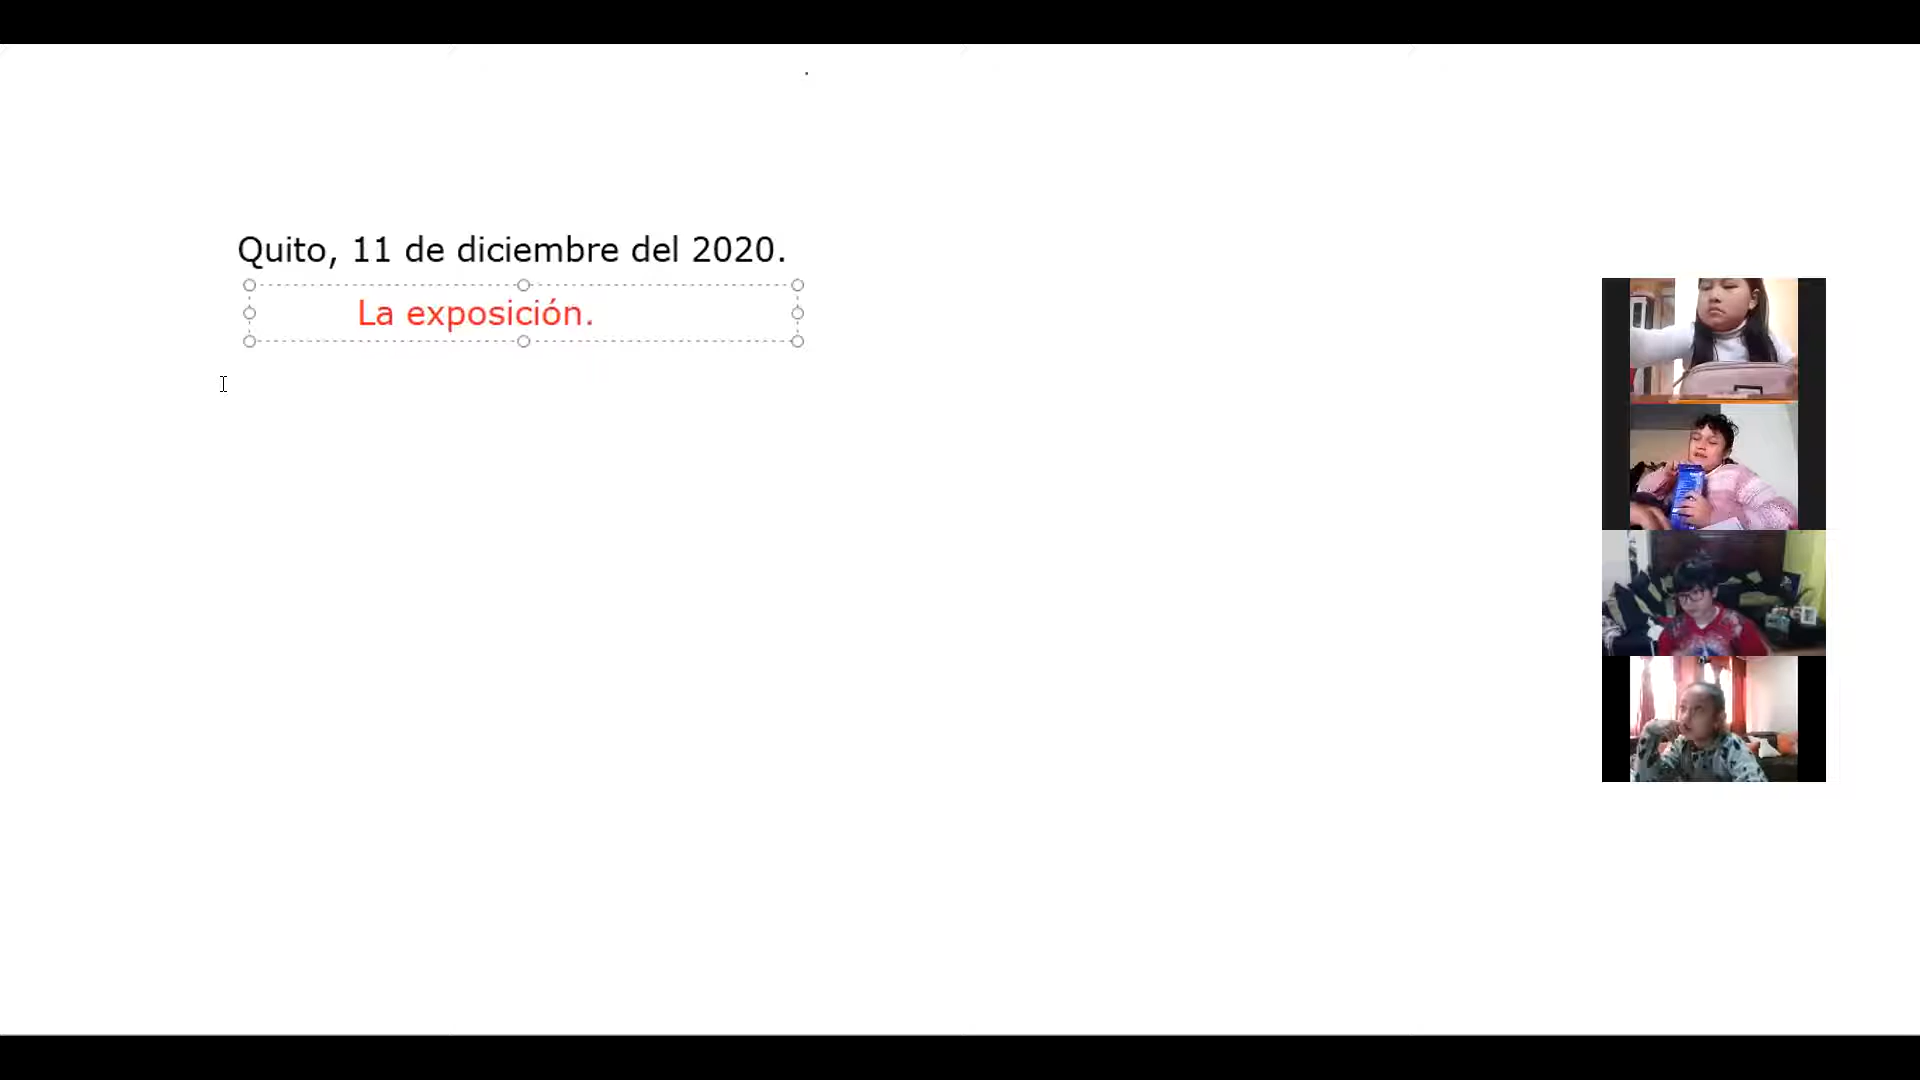 Quito, 11 de diciembre del 2020.
La exposición.